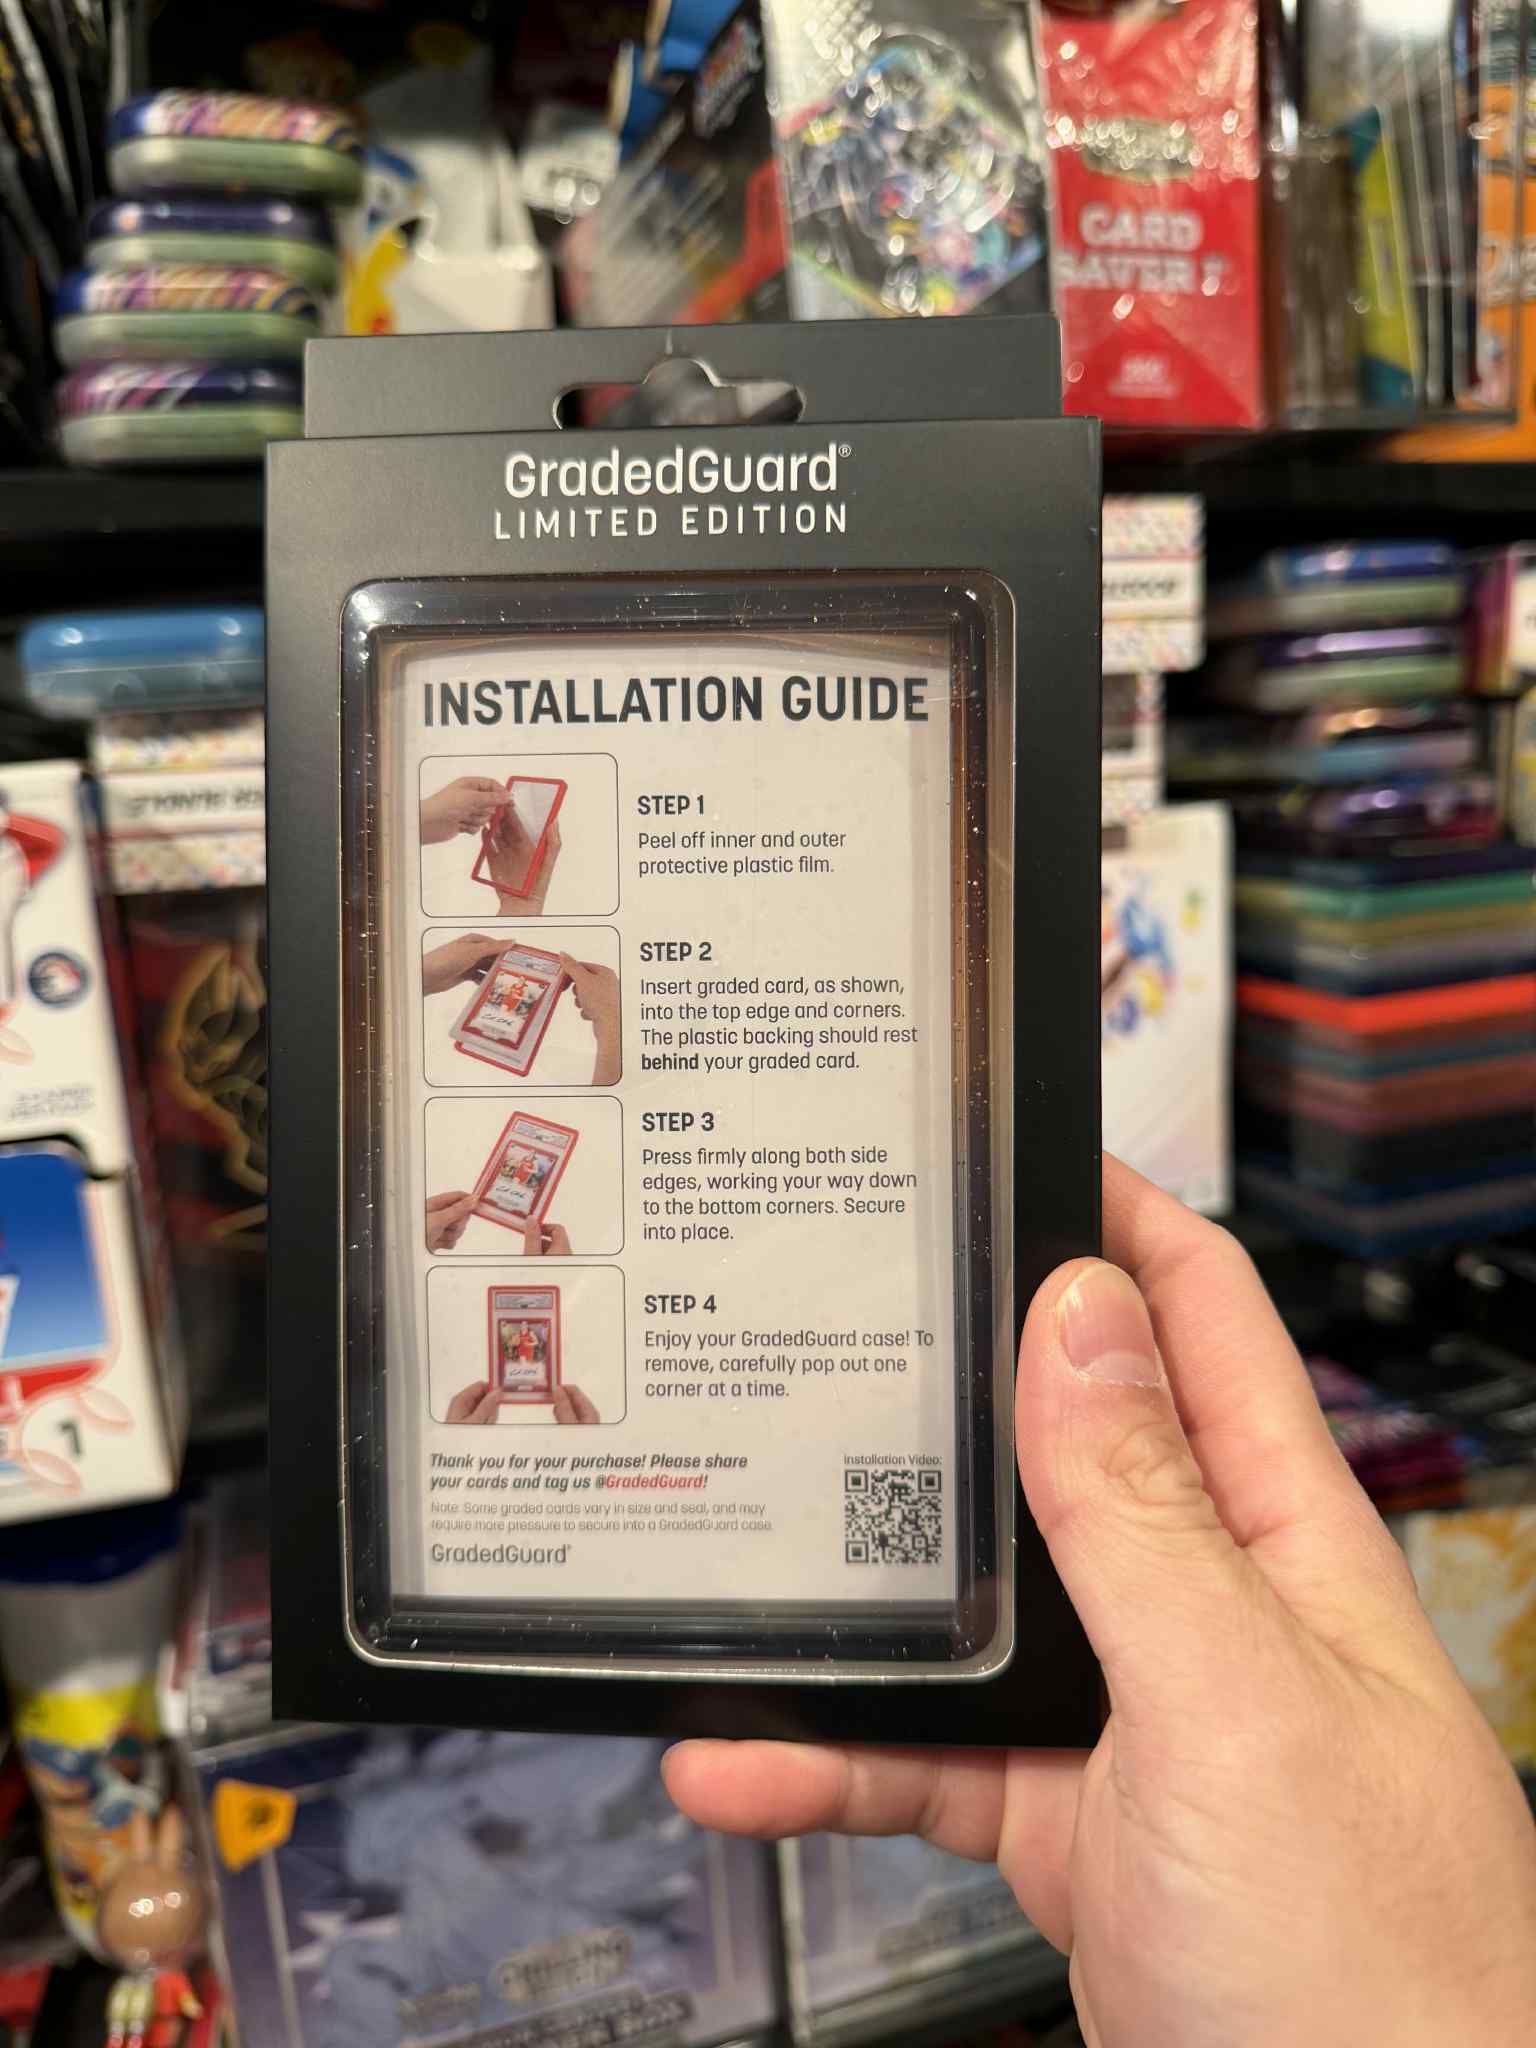 CARD
SAVER 1
GradedGuard®
LIMITED EDITION
INSTALLATION GUIDE
STEP 1
Peel off inner and outer
protective plastic film.
STEP 2
Insert graded card, as shown,
into the top edge and corners.
The plastic backing should rest
behind your graded card.
STEP 3
Press firmly along both side
edges, working your way down
to the bottom corners. Secure
into place.
STEP 4
Enjoy your GradedGuard case! To
remove, carefully pop out one
corner at a time.
Thank you for your purchase! Please share
your cards and tag us @GradedGuard!
Note: Some graded cards vary in size and seal, and may
require more pressure to secure into a GradedGuard case.
GradedGuard®
Installation Video:
7